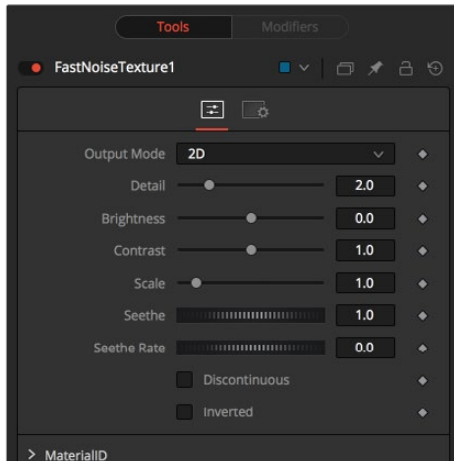 Tools Modifiers
FastNoiseTexture1
Output Mode 2D
Detail 2.0
Brightness 0.0
Contrast 1.0
Scale 1.0
Seethe 1.0
Seethe Rate 0.0
Discontinuous
Inverted
MaterialID